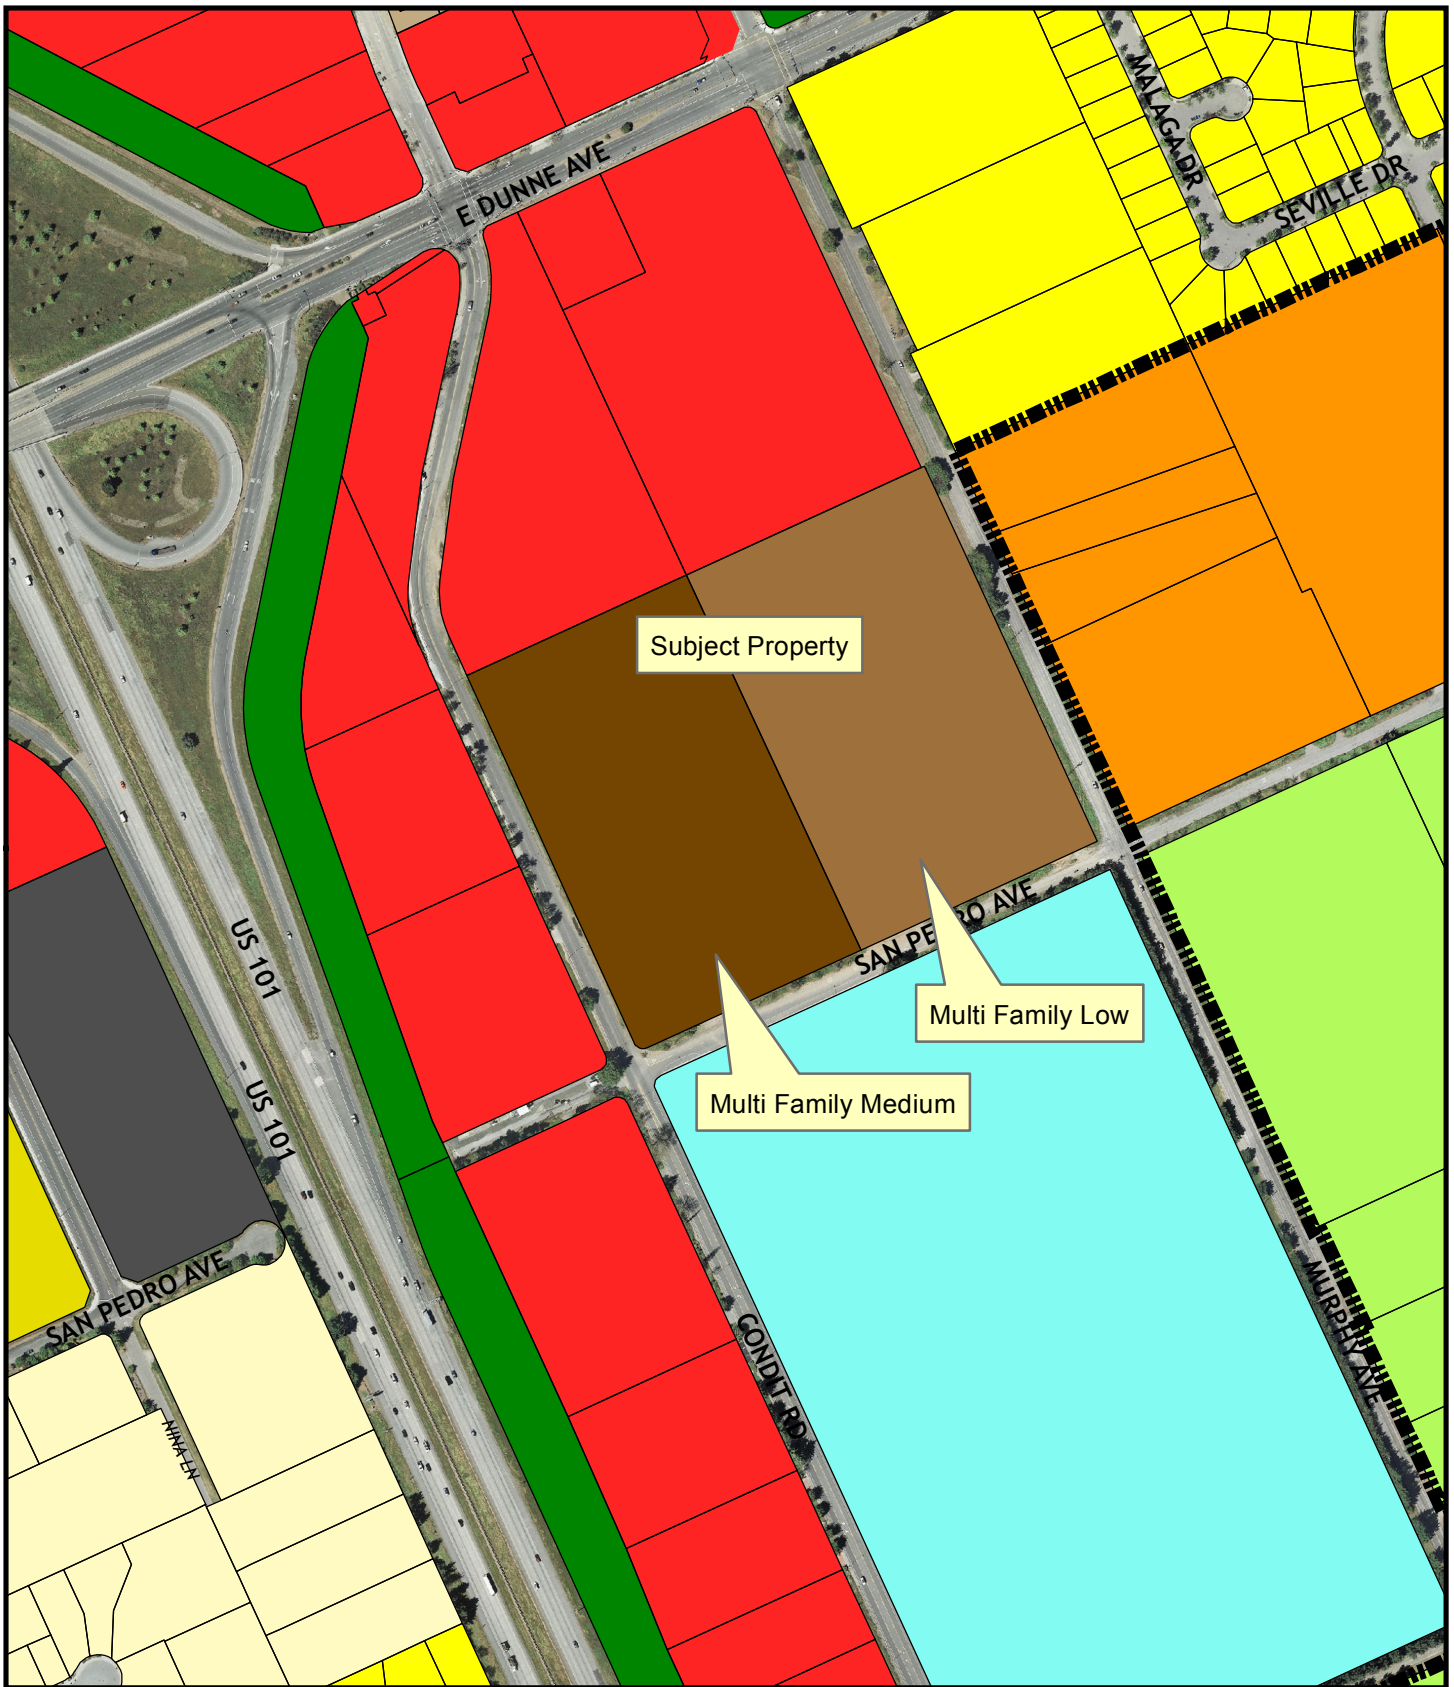 MALAGA DR
E DUNNE AVE
SEVILLE DR
Subject Property
SAN PEDRO AVE
US 101
Multi Family Low
US 101
Multi Family Medium
SAN PEDRO AVE
MURPHY AVE
CONDIT RD
NINA LN